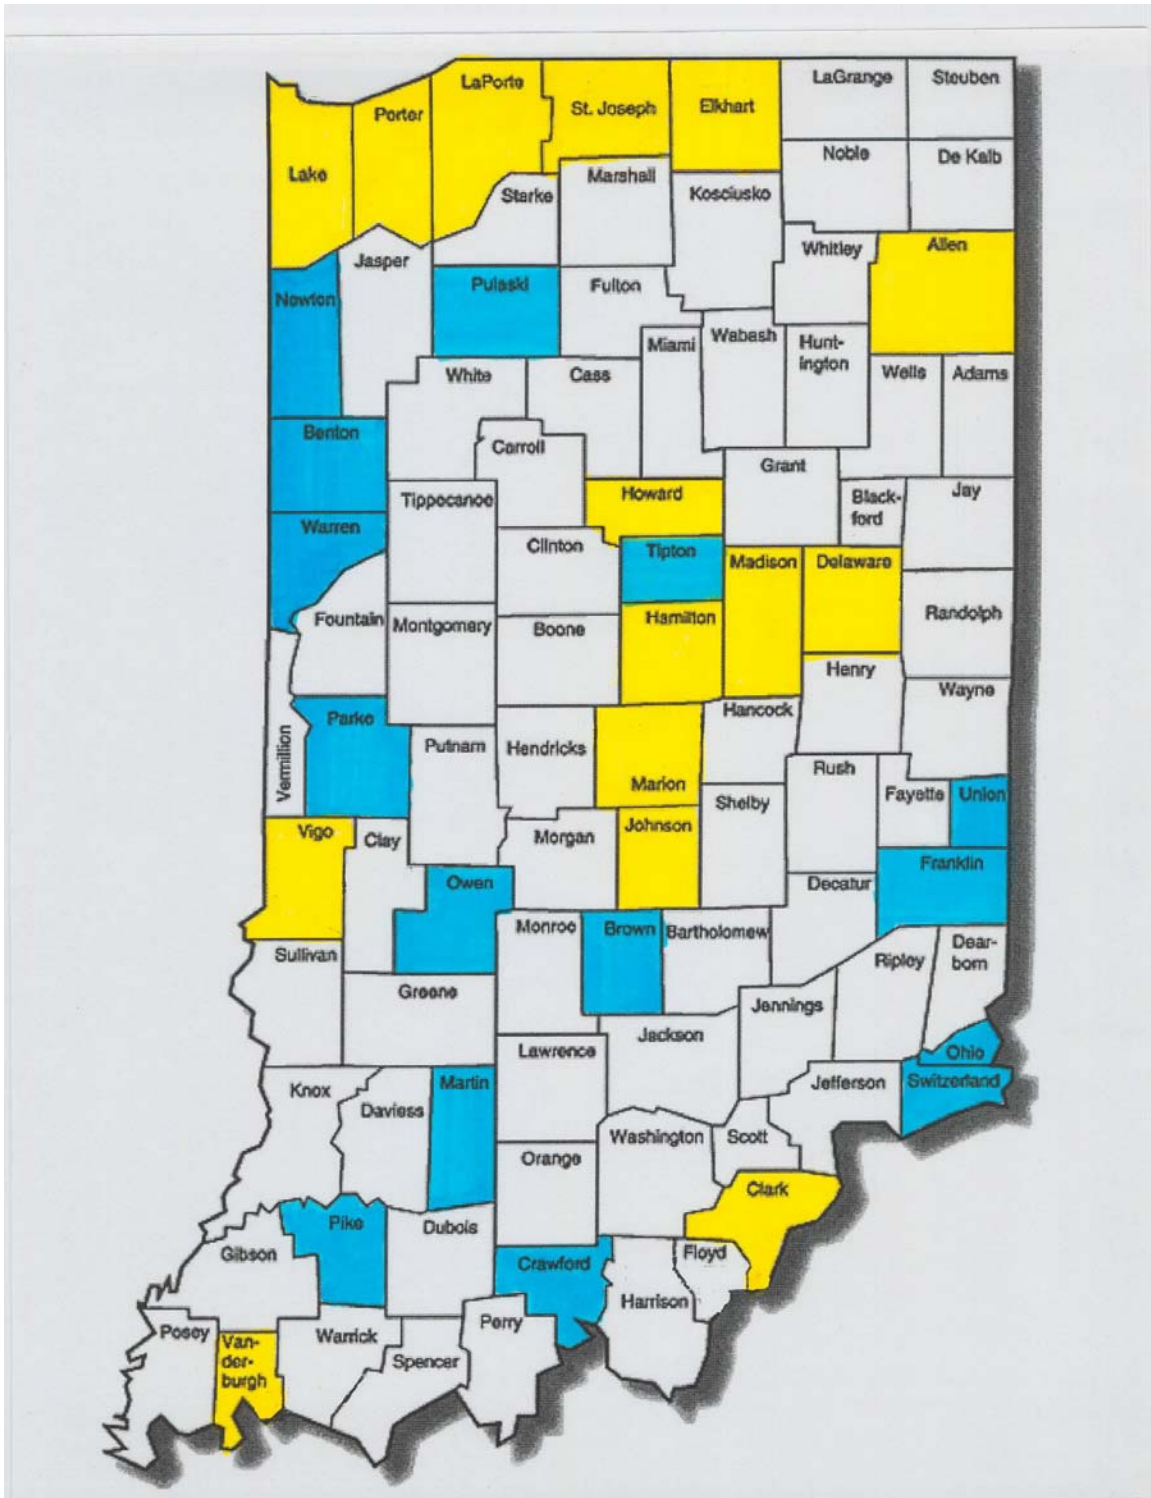 LaGrange
Steuben
LaPorte
Porter
St. Joseph
Elkhart
Noble
De Kalb
Lake
Starke
Marshall
Kosciusko
Whitley
Allen
Jasper
Newton
Pulaski
Fulton
Miami
Wabash
Hunt-
ington
White
Cass
Wells
Adams
Benton
Carroll
Grant
Tippecanoe
Howard
Black-
ford
Jay
Warren
Clinton
Tipton
Madison
Delaware
Fountain
Montgomery
Boone
Hamilton
Randolph
Henry
Wayne
Parke
Hancock
Vermillion
Putnam
Hendricks
Marion
Rush
Fayette
Union
Shelby
Vigo
Clay
Morgan
Johnson
Franklin
Owen
Decatur
Monroe
Brown
Bartholomew
Sullivan
Ripley
Dear-
born
Greene
Jennings
Lawrence
Jackson
Ohio
Knox
Daviess
Martin
Jefferson
Switzerland
Washington
Scott
Orange
Clark
Pike
Dubois
Gibson
Crawford
Floyd
Harrison
Posey
Van-
der-
burgh
Warrick
Perry
Spencer